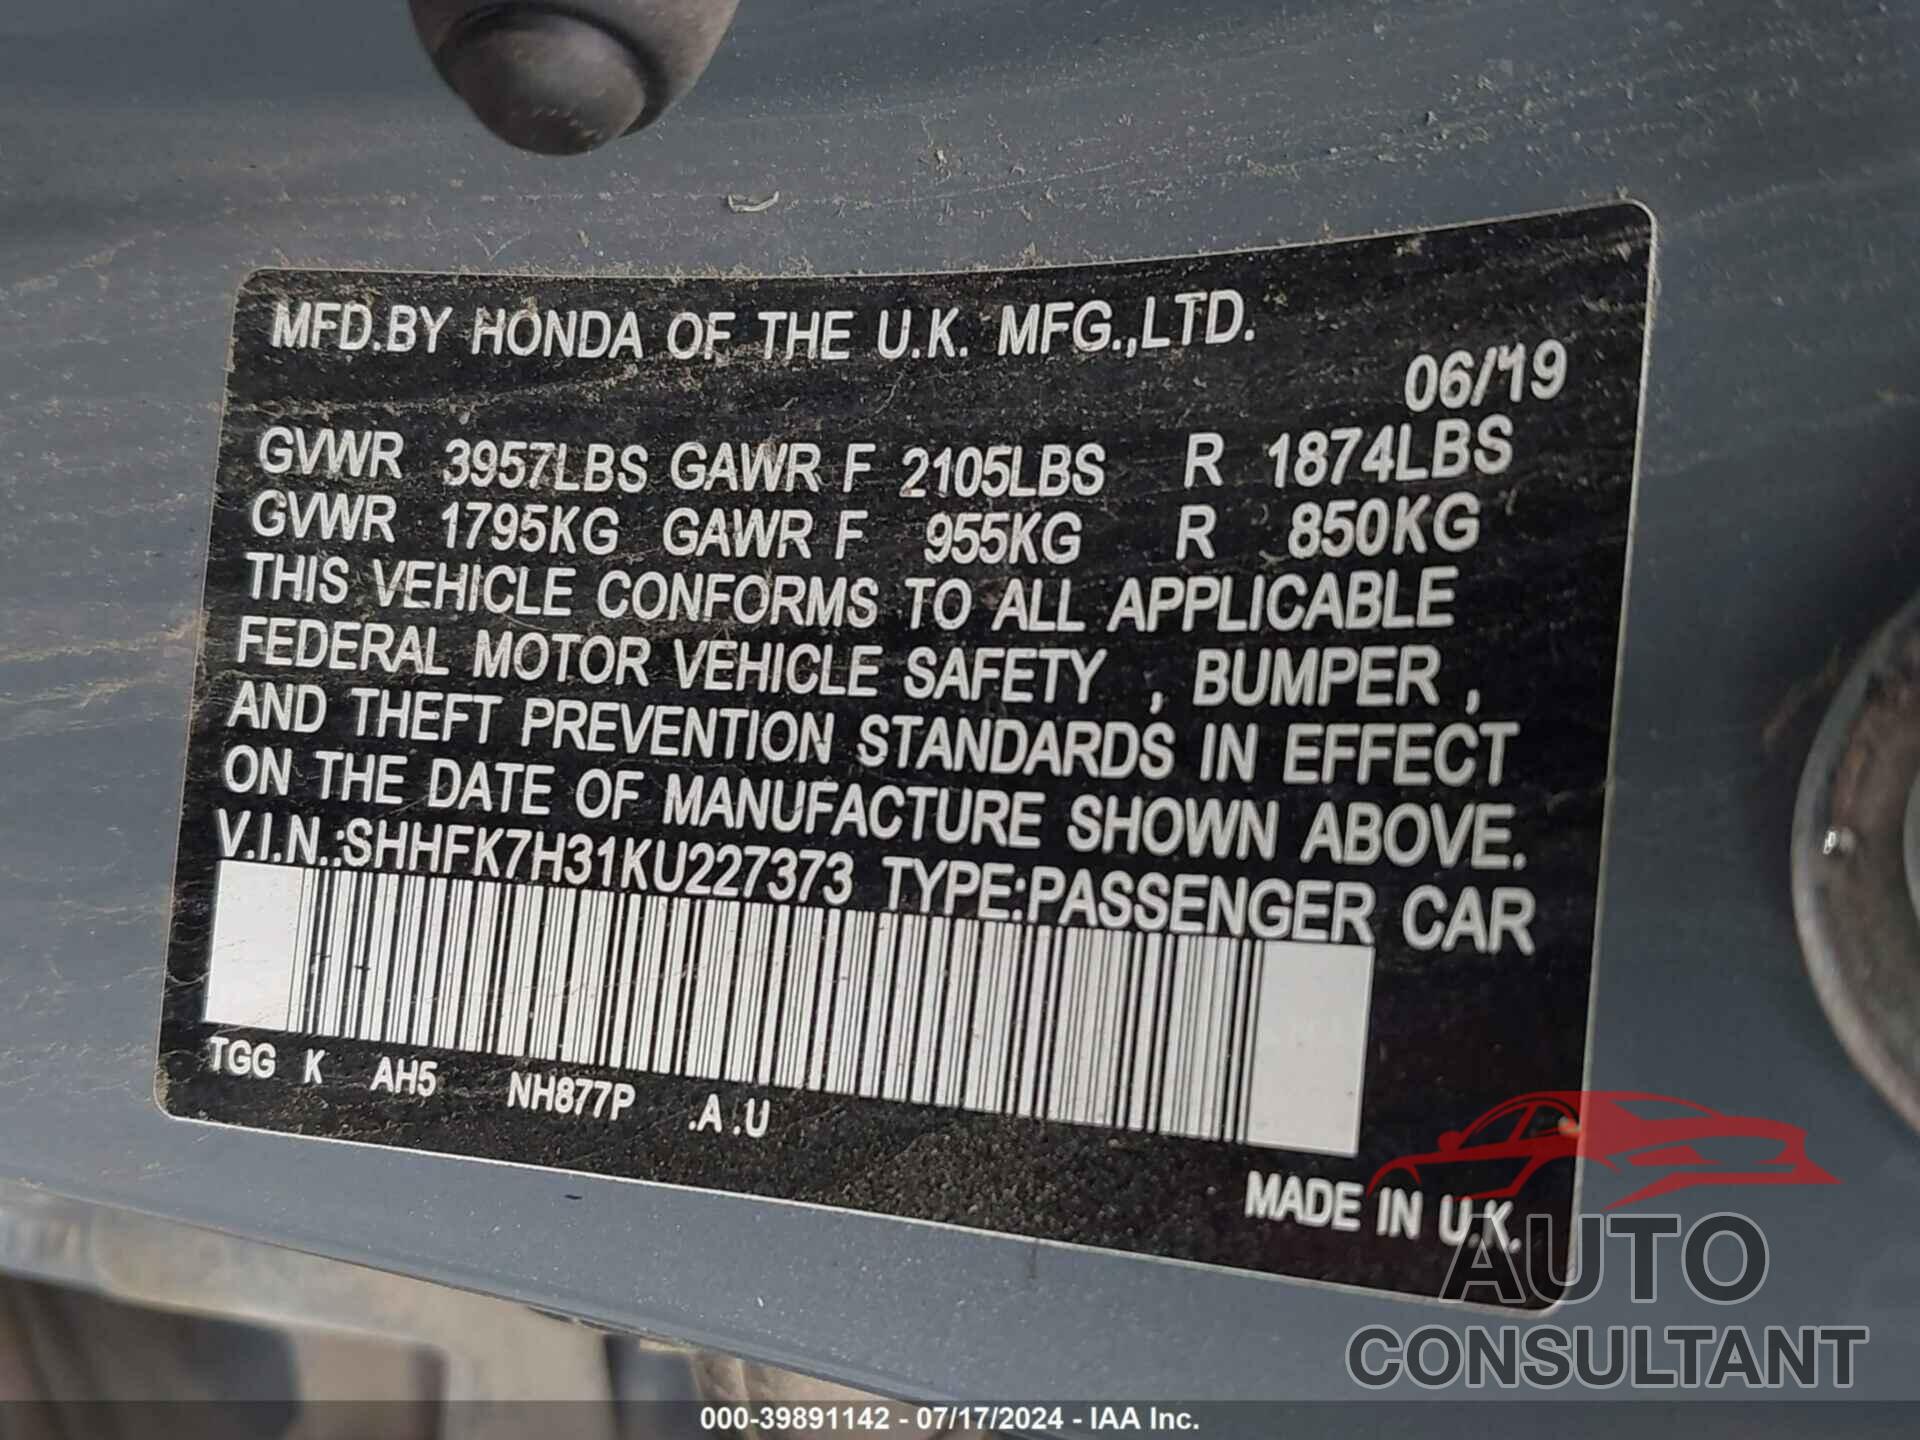 MFD.BY HONDA OF THE U.K. MFG.,LTD.
06/19
GVWR 3957LBS GAWR F 2105LBS R 1874LBS
GVWR 1795KG GAWR F 955KG R 850KG
THIS VEHICLE CONFORMS TO ALL APPLICABLE
FEDERAL MOTOR VEHICLE SAFETY , BUMPER ,
AND THEFT PREVENTION STANDARDS IN EFFECT
ON THE DATE OF MANUFACTURE SHOWN ABOVE.
V.I.N.:SHHFK7H31KU227373 TYPE:PASSENGER CAR
TGG K AH5 NH877P .A .U
MADE IN U.K.
AUTO
CONSULTANT
000-39891142 - 07/17/2024 - IAA Inc.